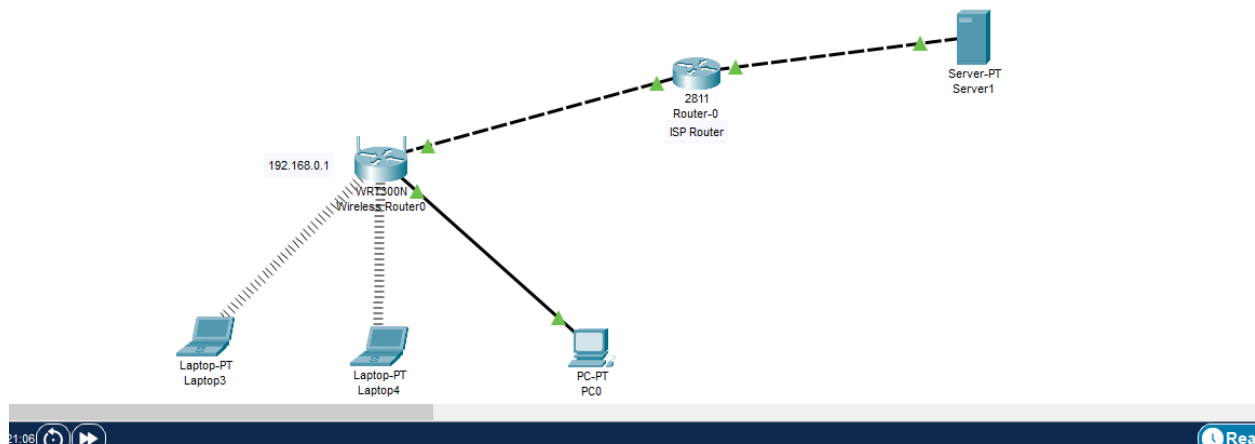 Server-PT
Server1
2811
Router-0
ISP Router
192.168.0.1
WRT300N
Wireless Router0
Laptop-PT
Laptop3
Laptop-PT
Laptop4
PC-PT
PC0
21:06
Rea